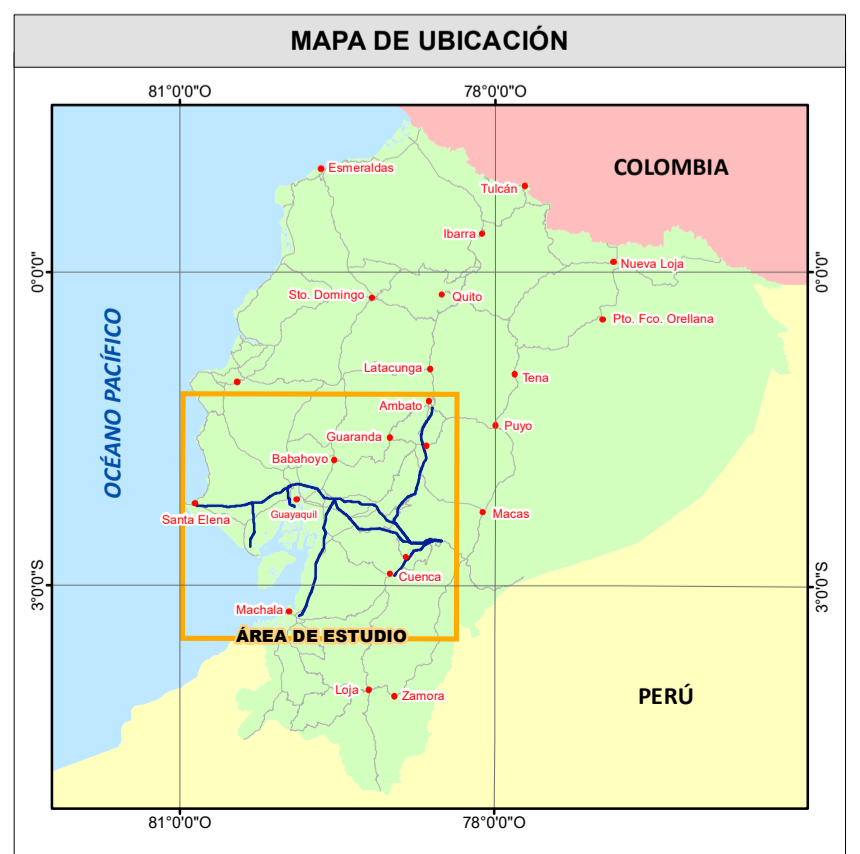 MAPA DE UBICACIÓN
81°0'0"O
78°0'0"O
COLOMBIA
Esmeraldas
Tulcán
Ibarra
Nueva Loja
0°0'0"
0°0'0"
Sto. Domingo
Quito
Pto. Fco. Orellana
OCÉANO PACÍFICO
Latacunga
Tena
Ambato
Puyo
Guaranda
Babahoyo
Santa Elena
Guayaquil
Macas
Cuenca
3°0'0"S
3°0'0"S
Machala
ÁREA DE ESTUDIO
Loja
Zamora
PERÚ
81°0'0"O
78°0'0"O